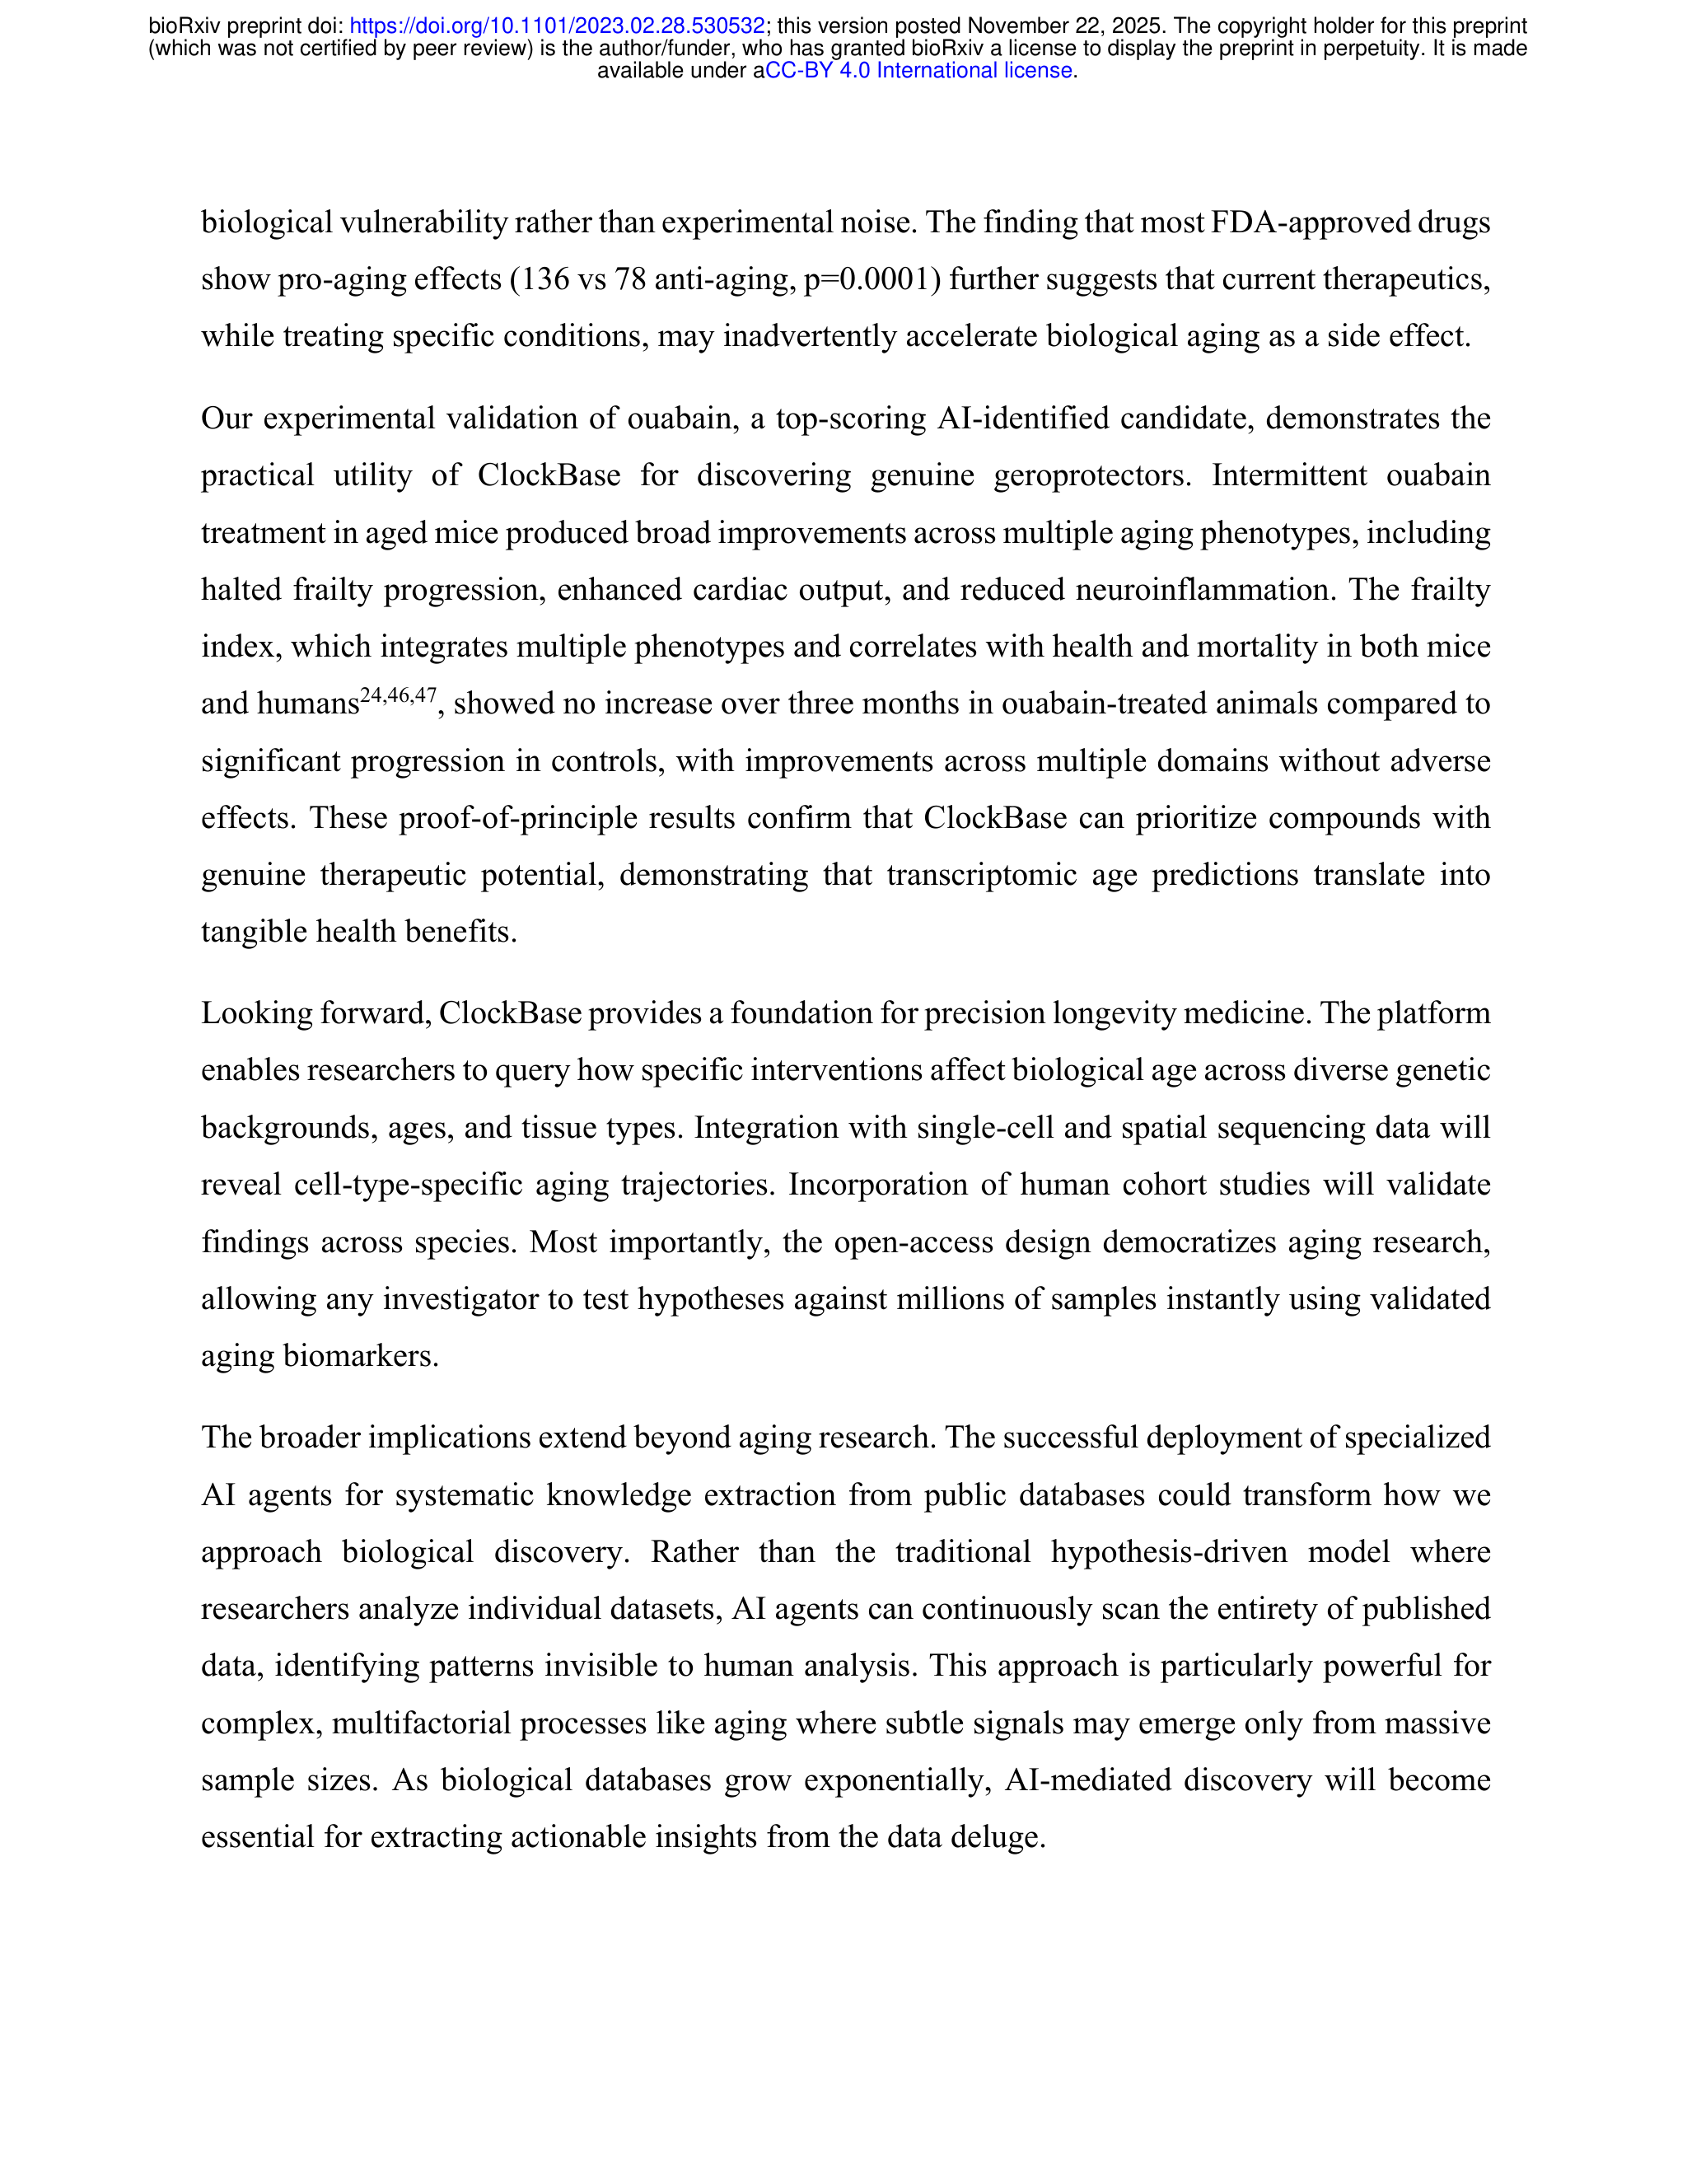 bioRxiv preprint doi: https://doi.org/10.1101/2023.02.28.530532; this version posted November 22, 2025. The copyright holder for this preprint
(which was not certified by peer review) is the author/funder, who has granted bioRxiv a license to display the preprint in perpetuity. It is made
available under aCC-BY 4.0 International license.
biological vulnerability rather than experimental noise. The finding that most FDA-approved drugs
show pro-aging effects (136 vs 78 anti-aging, p=0.0001) further suggests that current therapeutics,
while treating specific conditions, may inadvertently accelerate biological aging as a side effect.
Our experimental validation of ouabain, a top-scoring AI-identified candidate, demonstrates the
practical utility of ClockBase for discovering genuine geroprotectors. Intermittent ouabain
treatment in aged mice produced broad improvements across multiple aging phenotypes, including
halted frailty progression, enhanced cardiac output, and reduced neuroinflammation. The frailty
index, which integrates multiple phenotypes and correlates with health and mortality in both mice
and humans24,46,47, showed no increase over three months in ouabain-treated animals compared to
significant progression in controls, with improvements across multiple domains without adverse
effects. These proof-of-principle results confirm that ClockBase can prioritize compounds with
genuine therapeutic potential, demonstrating that transcriptomic age predictions translate into
tangible health benefits.
Looking forward, ClockBase provides a foundation for precision longevity medicine. The platform
enables researchers to query how specific interventions affect biological age across diverse genetic
backgrounds, ages, and tissue types. Integration with single-cell and spatial sequencing data will
reveal cell-type-specific aging trajectories. Incorporation of human cohort studies will validate
findings across species. Most importantly, the open-access design democratizes aging research,
allowing any investigator to test hypotheses against millions of samples instantly using validated
aging biomarkers.
The broader implications extend beyond aging research. The successful deployment of specialized
AI agents for systematic knowledge extraction from public databases could transform how we
approach biological discovery. Rather than the traditional hypothesis-driven model where
researchers analyze individual datasets, AI agents can continuously scan the entirety of published
data, identifying patterns invisible to human analysis. This approach is particularly powerful for
complex, multifactorial processes like aging where subtle signals may emerge only from massive
sample sizes. As biological databases grow exponentially, AI-mediated discovery will become
essential for extracting actionable insights from the data deluge.